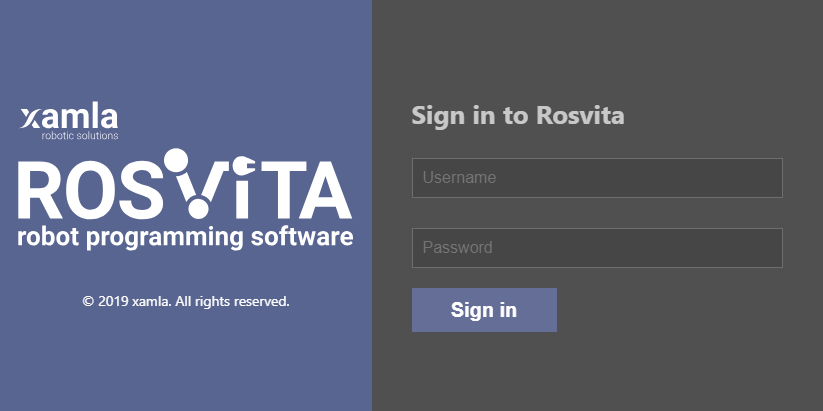 xamla
robotic solutions
ROSVITA
robot programming software
© 2019 xamla. All rights reserved.
Sign in to Rosvita
Username
Password
Sign in